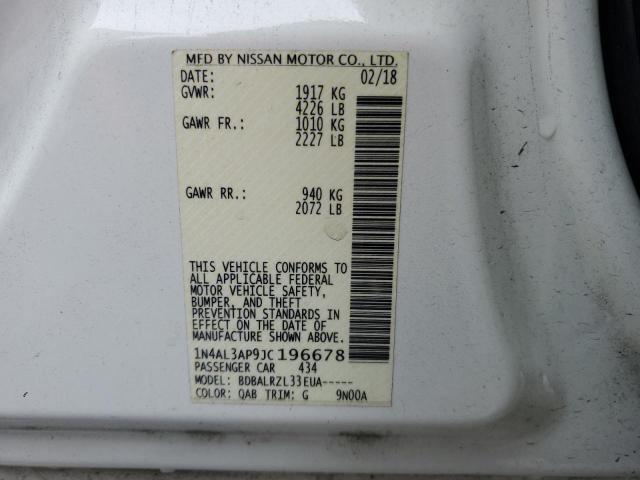 MFD BY NISSAN MOTOR CO., LTD.
DATE: 02/18
GVWR: 1917 KG
4226 LB
GAWR FR.: 1010 KG
2227 LB
GAWR RR.: 940 KG
2072 LB
THIS VEHICLE CONFORMS TO
ALL APPLICABLE FEDERAL
MOTOR VEHICLE SAFETY,
BUMPER, AND THEFT
PREVENTION STANDARDS IN
EFFECT ON THE DATE OF
MANUFACTURE SHOWN ABOVE.
1N4AL3AP9JC196678
PASSENGER CAR 434
MODEL: BDBALRZL33EUA-----
COLOR: QAB TRIM: G 9N00A